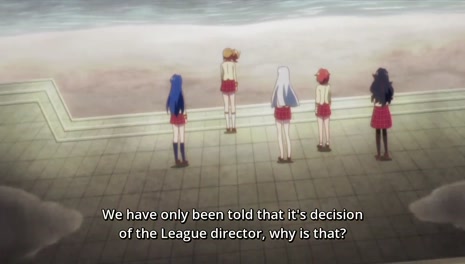 We have only been told that it's decision
of the League director, why is that?